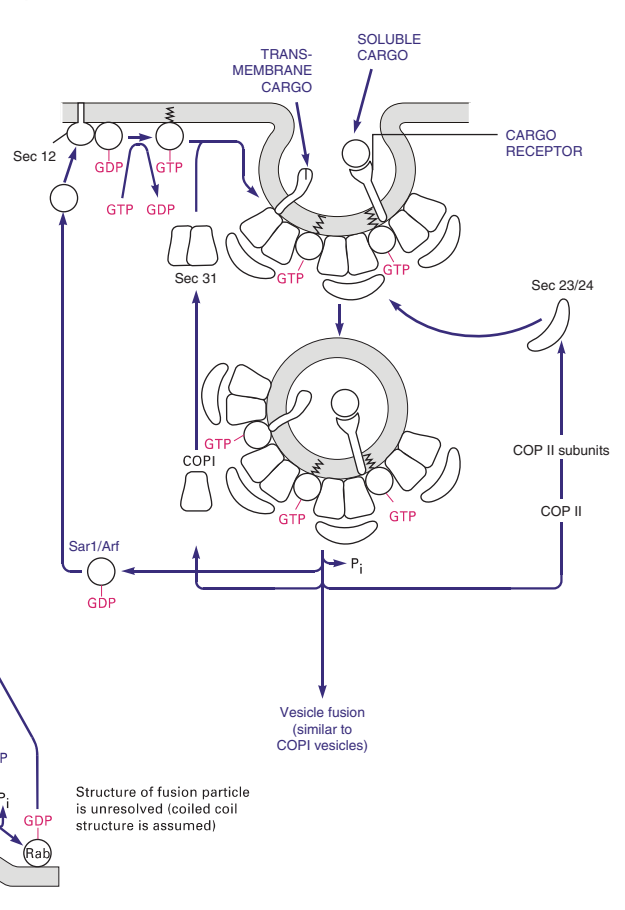 SOLUBLE
CARGO
TRANS-
MEMBRANE
CARGO
CARGO
RECEPTOR
Sec 12
GDP
GTP
GTP
GDP
Sec 31
GTP
GTP
Sec 23/24
GTP
COPI
COP II subunits
GTP
GTP
COP II
Sar1/Arf
Pi
GDP
Vesicle fusion
(similar to
COPI vesicles)
P
Pi
GDP
Rab
Structure of fusion particle
is unresolved (coiled coil
structure is assumed)